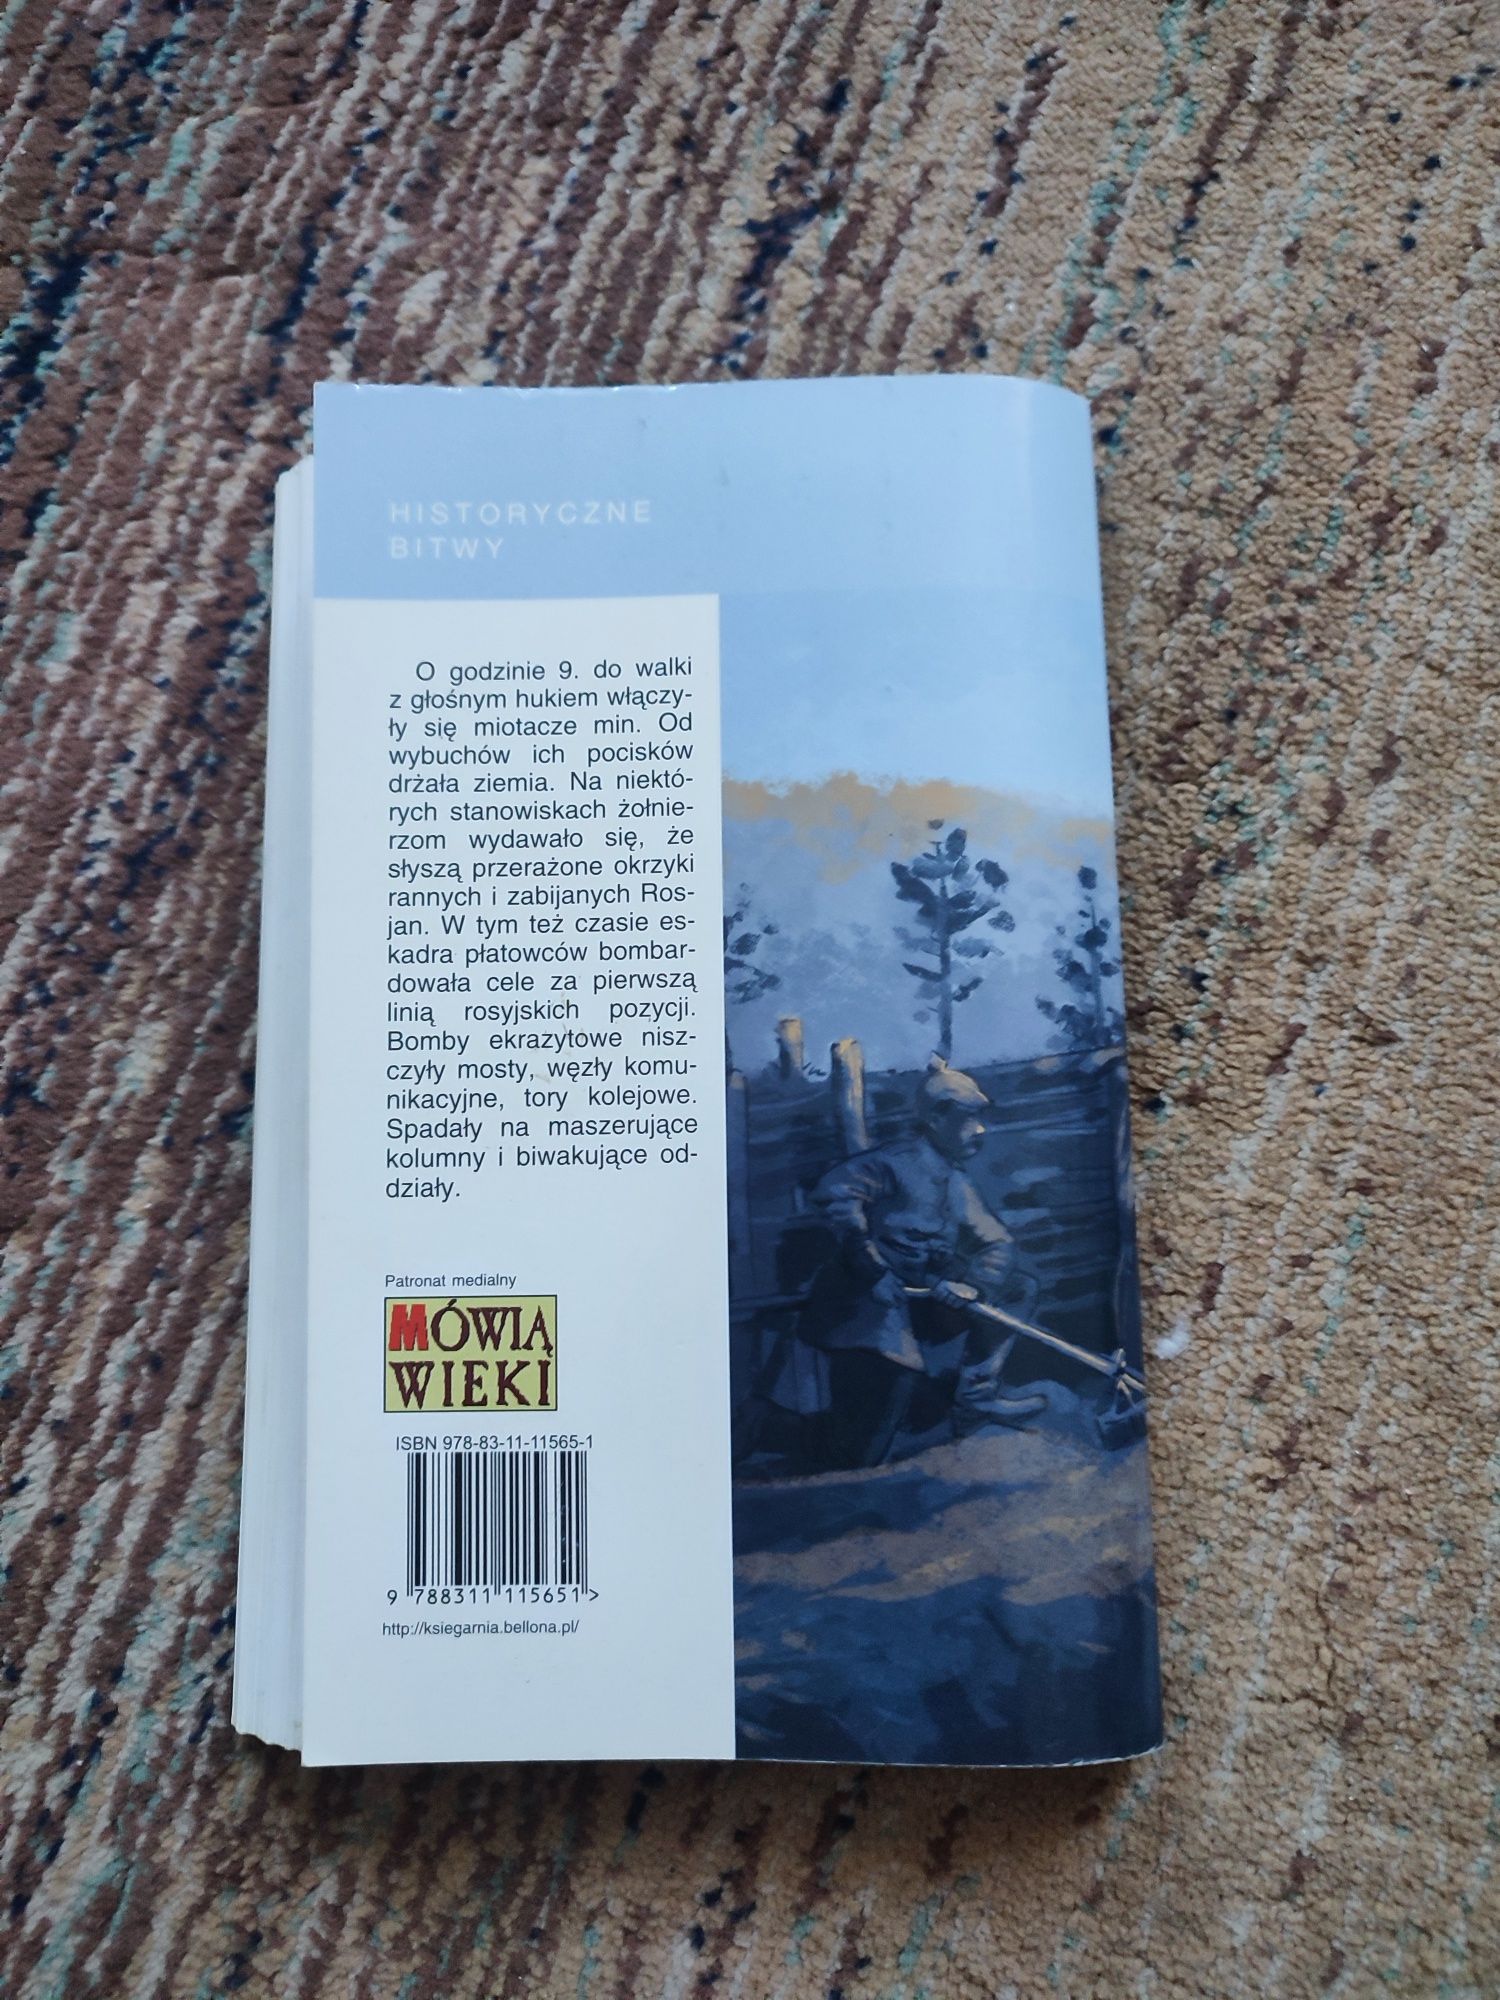 HISTORYCZNE
BITWY
O godzinie 9. do walki
z głośnym hukiem włączy-
ły się miotacze min. Od
wybuchów ich pocisków
drżała ziemia. Na niektó-
rych stanowiskach żołnie-
rzom wydawało się, że
słyszą przerażone okrzyki
rannych i zabijanych Ros-
jan. W tym też czasie es-
kadra płatowców bombar-
dowała cele za pierwszą
linią rosyjskich pozycji.
Bomby ekrazytowe nisz-
czyły mosty, węzły komu-
nikacyjne, tory kolejowe.
Spadały na maszerujące
kolumny i biwakujące od-
działy.
Patronat medialny
MÓWIĄ
WIEKI
ISBN 978-83-11-11565-1
9 788311 115651 >
http://ksiegarnia.bellona.pl/